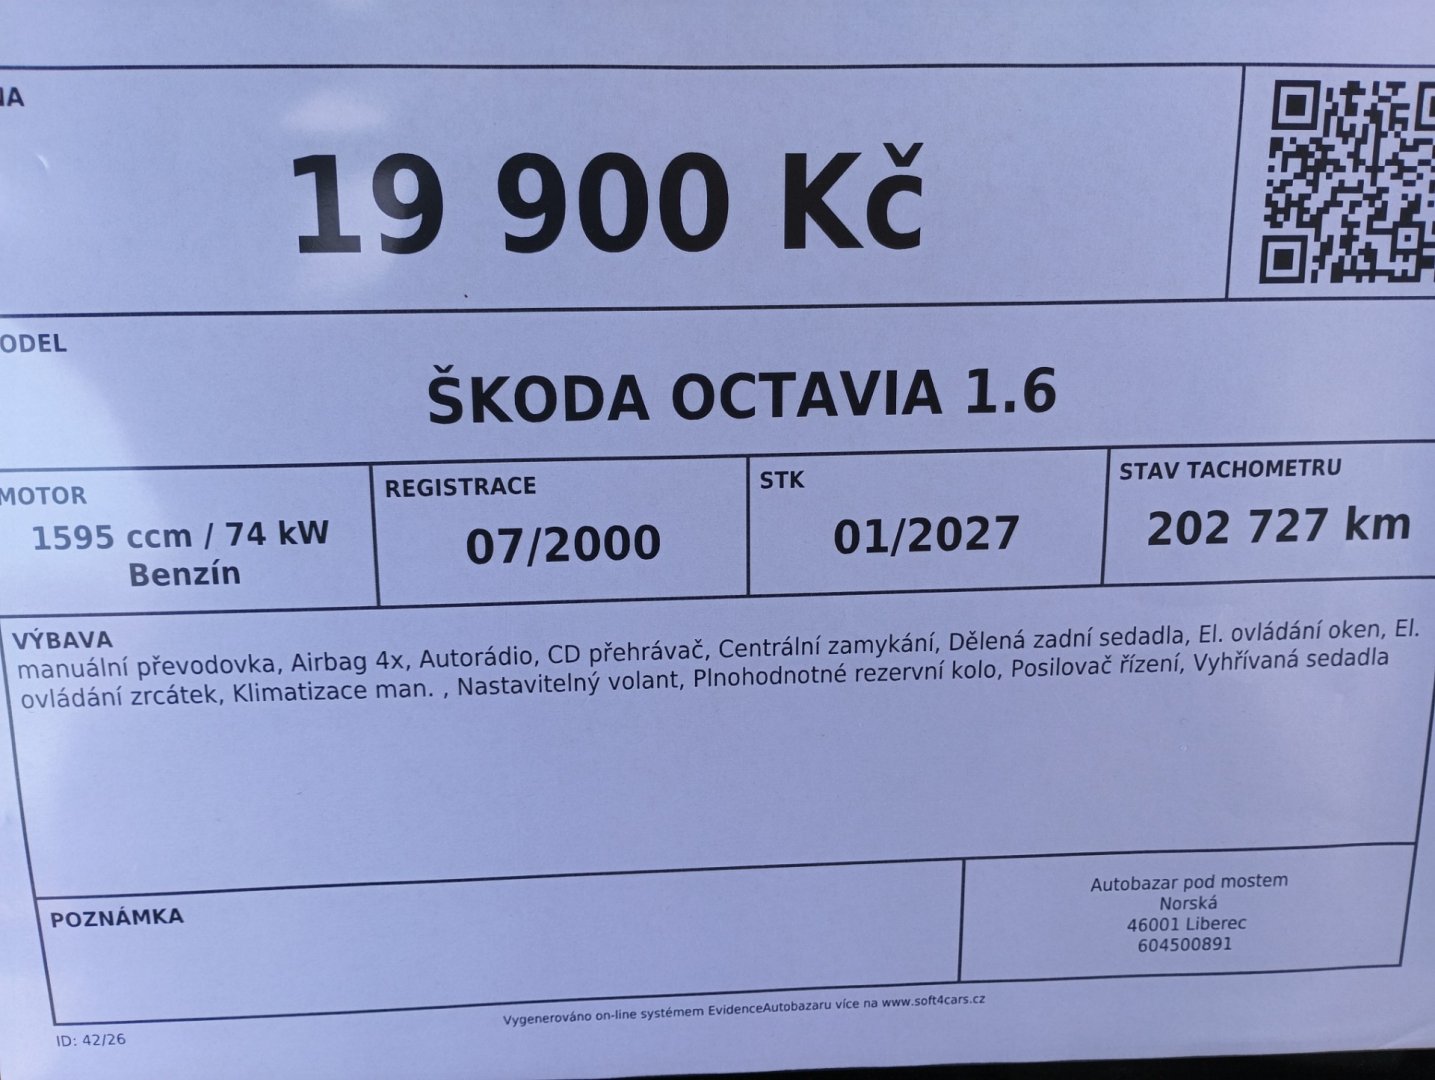 NA
19 900 Kč
ODEL
ŠKODA OCTAVIA 1.6
MOTOR
1595 ccm / 74 kW
Benzín
REGISTRACE
07/2000
STK
01/2027
STAV TACHOMETRU
202 727 km
VÝBAVA
manuální převodovka, Airbag 4x, Autorádio, CD přehrávač, Centrální zamykání, Dělená zadní sedadla, El. ovládání oken, El.
ovládání zrcátek, Klimatizace man. , Nastavitelný volant, Plnohodnotné rezervní kolo, Posilovač řízení, Vyhřívaná sedadla
POZNÁMKA
Autobazar pod mostem
Norská
46001 Liberec
604500891
Vygenerováno on-line systémem EvidenceAutobazaru více na www.soft4cars.cz
ID: 42/26